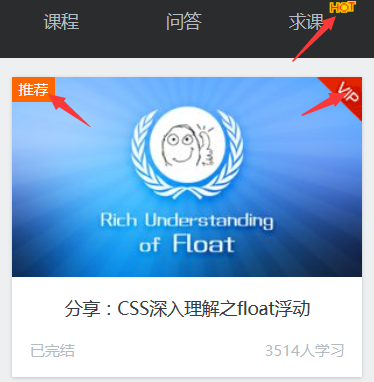 课程 问答 求课 HOT
推荐 VIP
Rich Understanding
of Float
分享：CSS深入理解之float浮动
已完结 3514人学习